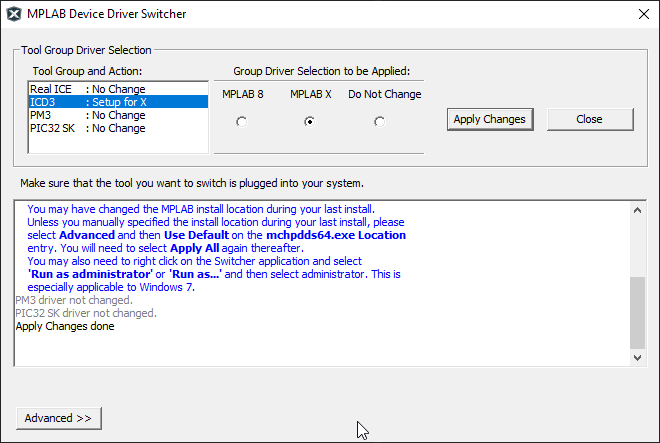 MPLAB Device Driver Switcher
Tool Group Driver Selection
Tool Group and Action:
Group Driver Selection to be Applied:
Real ICE : No Change
ICD3 : Setup for X
PM3 : No Change
PIC32 SK : No Change
MPLAB 8 MPLAB X Do Not Change
Apply Changes
Close
Make sure that the tool you want to switch is plugged into your system.
You may have changed the MPLAB install location during your last install.
Unless you manually specified the install location during your last install, please
select Advanced and then Use Default on the mchpdds64.exe Location
entry. You will need to select Apply All again thereafter.
You may also need to right click on the Switcher application and select
'Run as administrator' or 'Run as...' and then select administrator. This is
especially applicable to Windows 7.
PM3 driver not changed.
PIC32 SK driver not changed.
Apply Changes done
Advanced >>